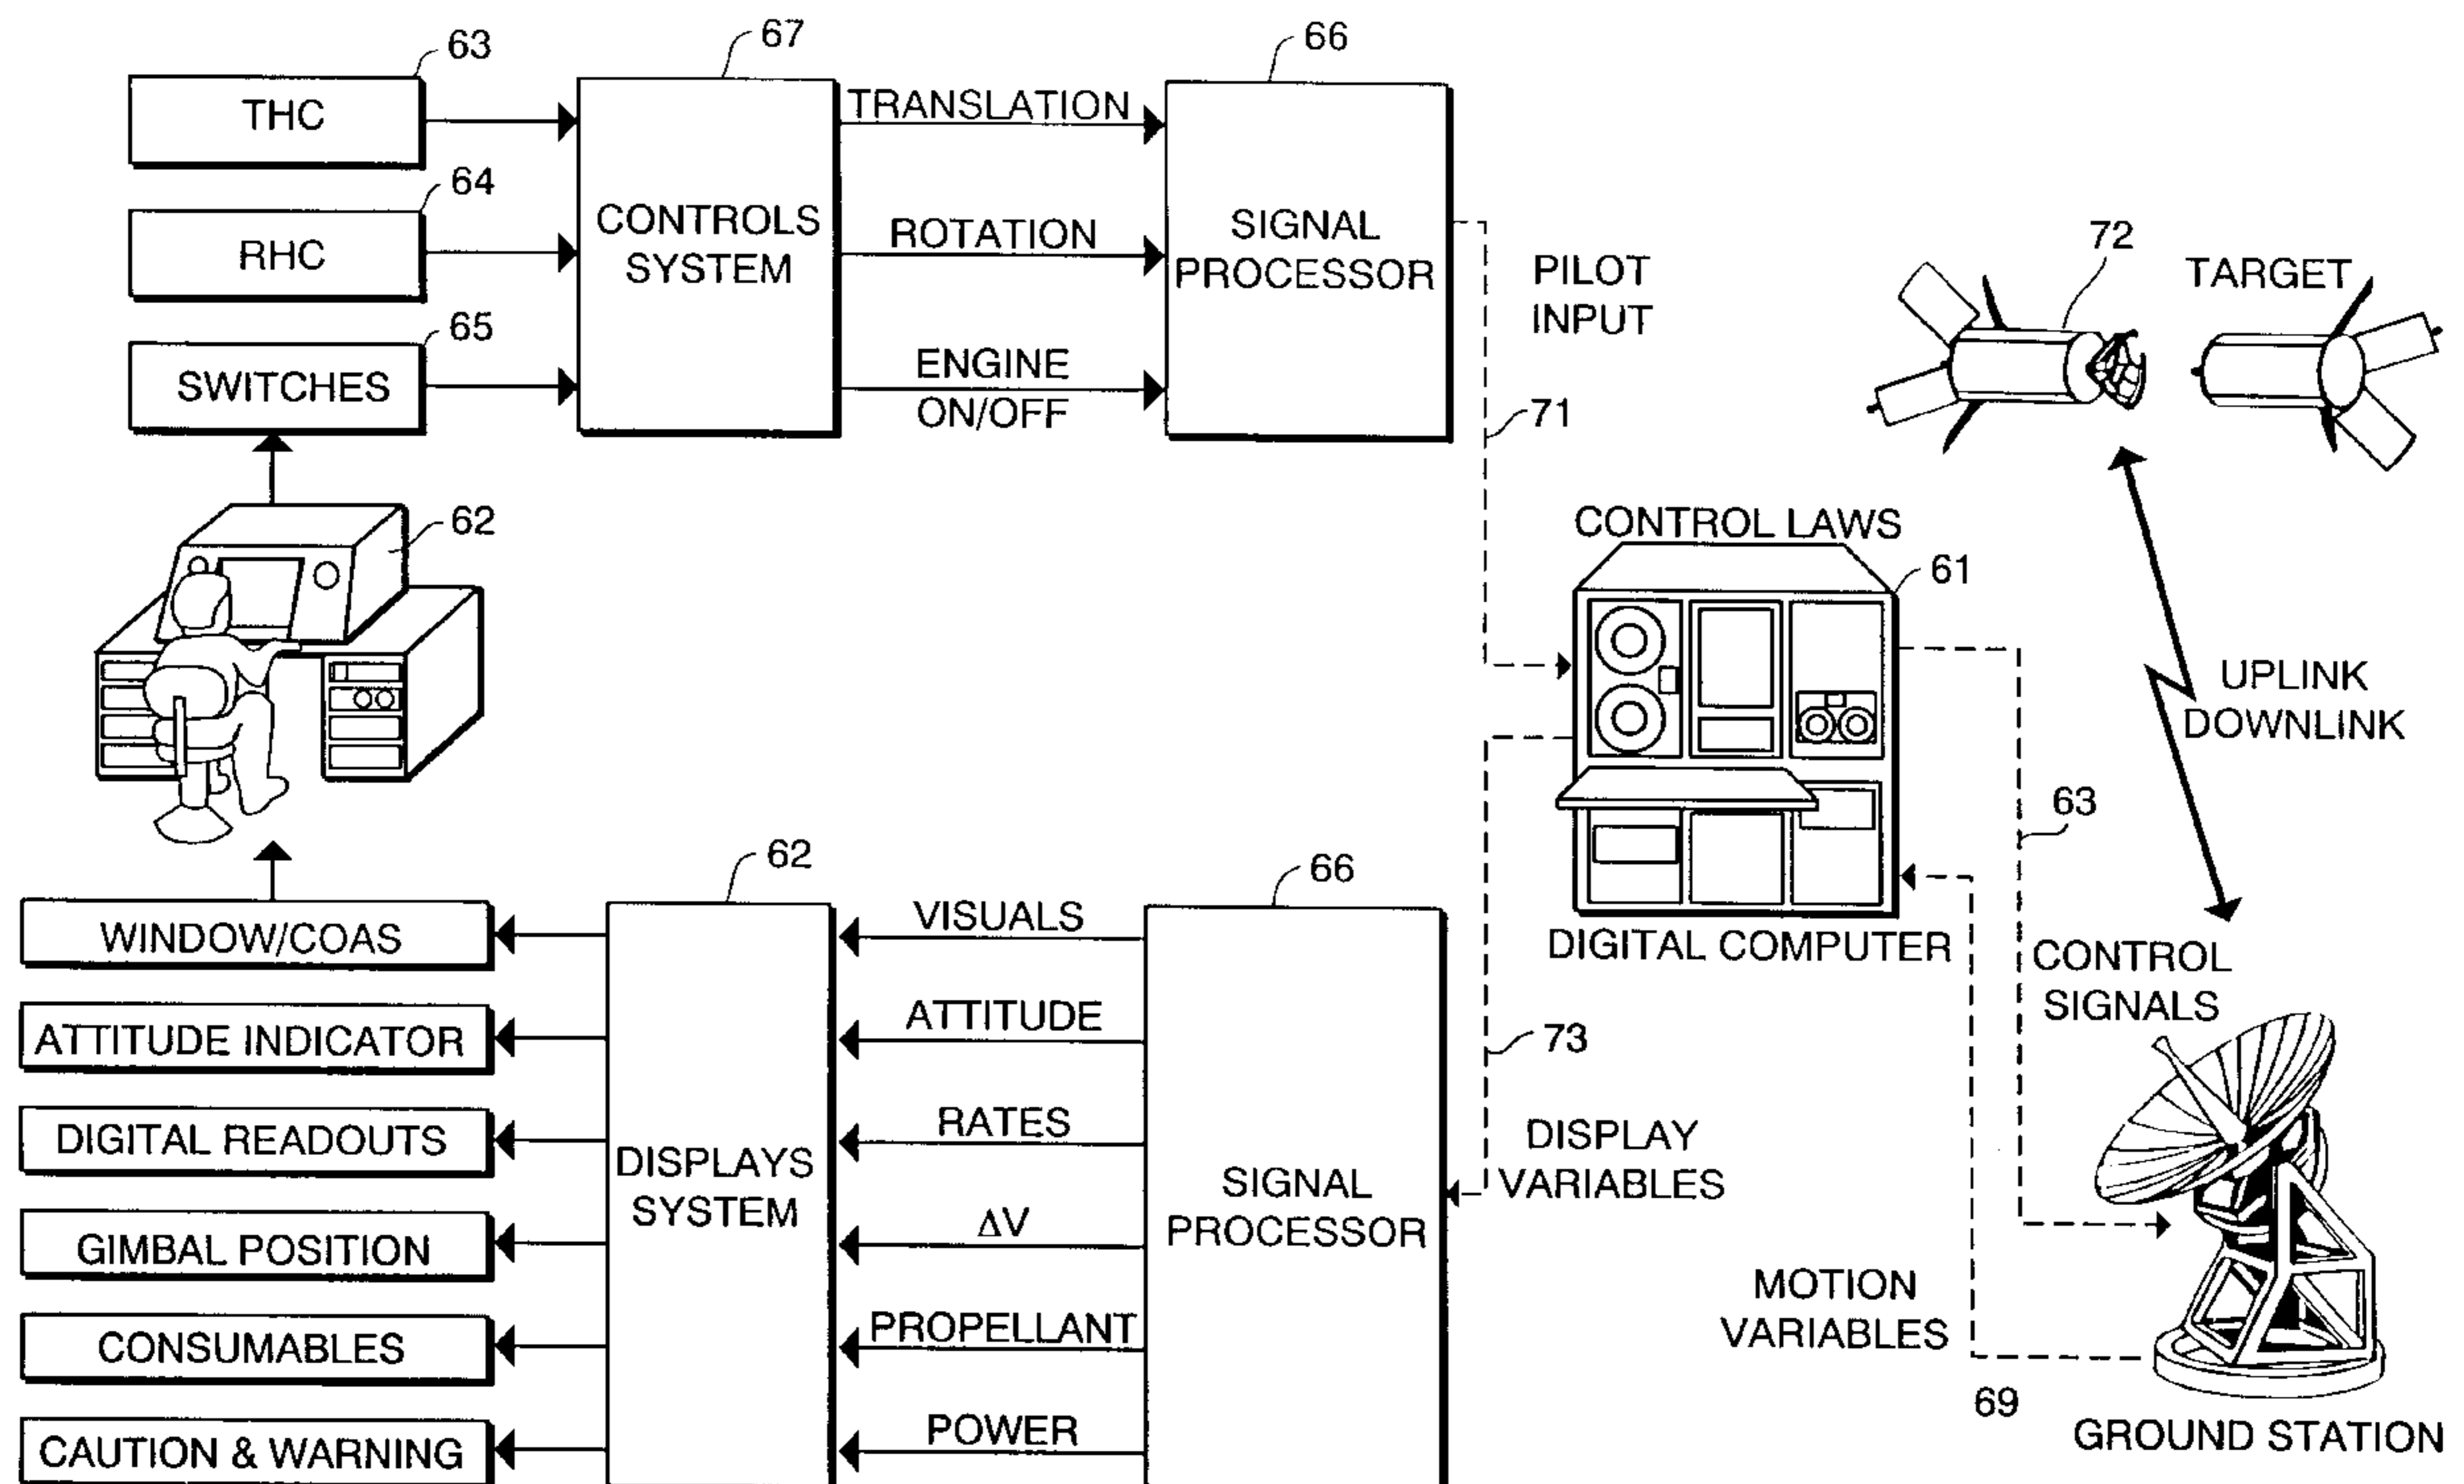 63
67
66
THC
TRANSLATION
64
RHC
CONTROLS
SYSTEM
ROTATION
SIGNAL
PROCESSOR
PILOT
INPUT
72
TARGET
65
SWITCHES
ENGINE
ON/OFF
71
62
CONTROL LAWS
61
UPLINK
DOWNLINK
63
62
66
WINDOW/COAS
VISUALS
DIGITAL COMPUTER
CONTROL
SIGNALS
ATTITUDE INDICATOR
ATTITUDE
73
DIGITAL READOUTS
DISPLAYS
SYSTEM
RATES
SIGNAL
PROCESSOR
DISPLAY
VARIABLES
GIMBAL POSITION
ΔV
MOTION
VARIABLES
CONSUMABLES
PROPELLANT
69
CAUTION & WARNING
POWER
GROUND STATION